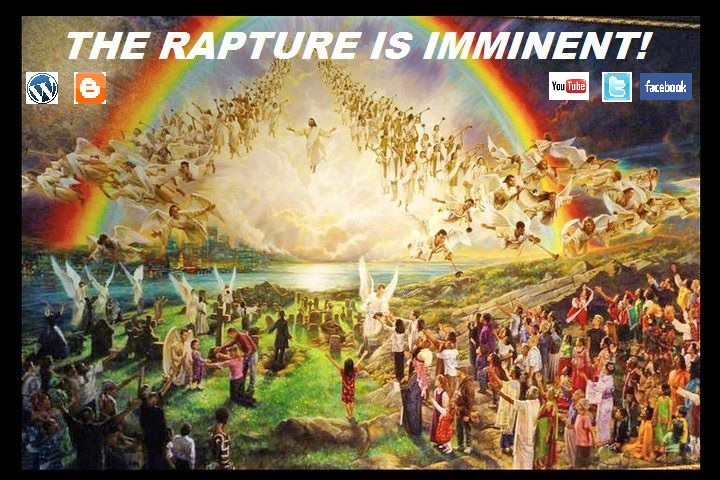 THE RAPTURE IS IMMINENT!
You Tube
facebook